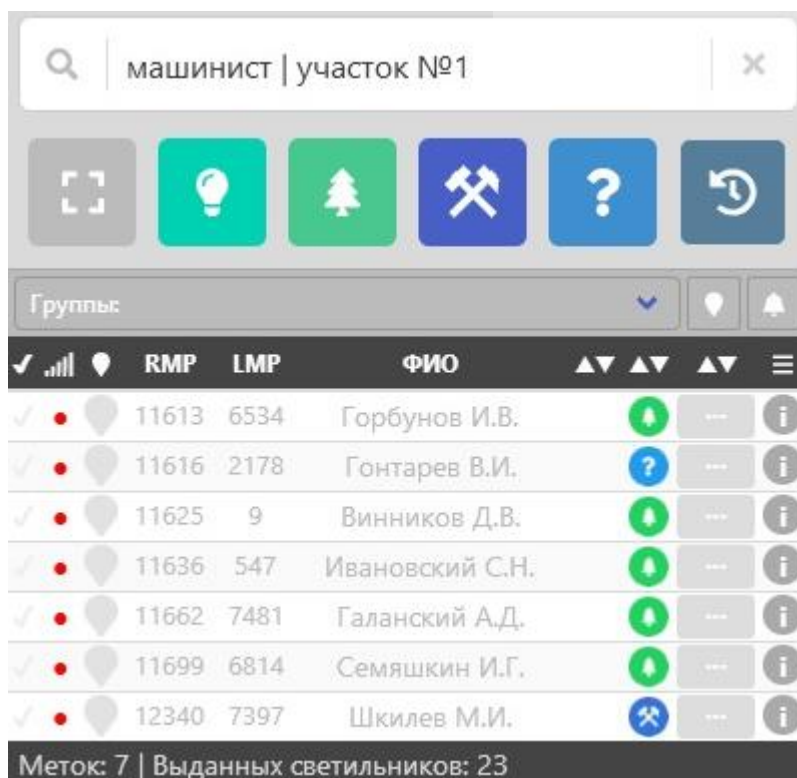 машинист | участок №1
Группы:
RMP LMP ФИО
11613 6534 Горбунов И.В. ---
11616 2178 Гонтарев В.И. ---
11625 9 Винников Д.В. ---
11636 547 Ивановский С.Н. ---
11662 7481 Галанский А.Д. ---
11699 6814 Семяшкин И.Г. ---
12340 7397 Шкилев М.И. ---
Меток: 7 | Выданных светильников: 23